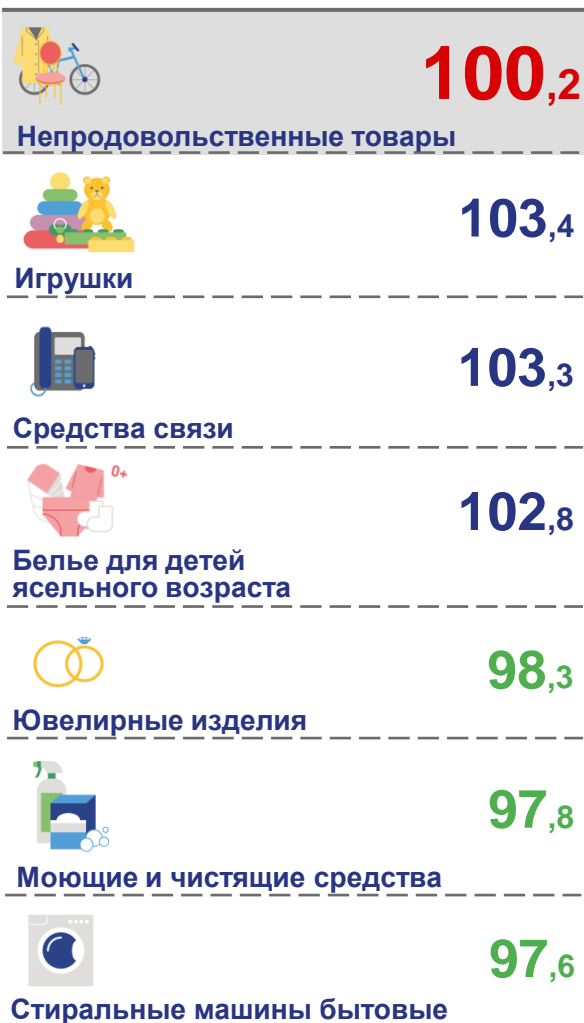 100,2
Непродовольственные товары
103,4
Игрушки
103,3
Средства связи
0+
102,8
Белье для детей
ясельного возраста
98,3
Ювелирные изделия
97,8
Моющие и чистящие средства
97,6
Стиральные машины бытовые